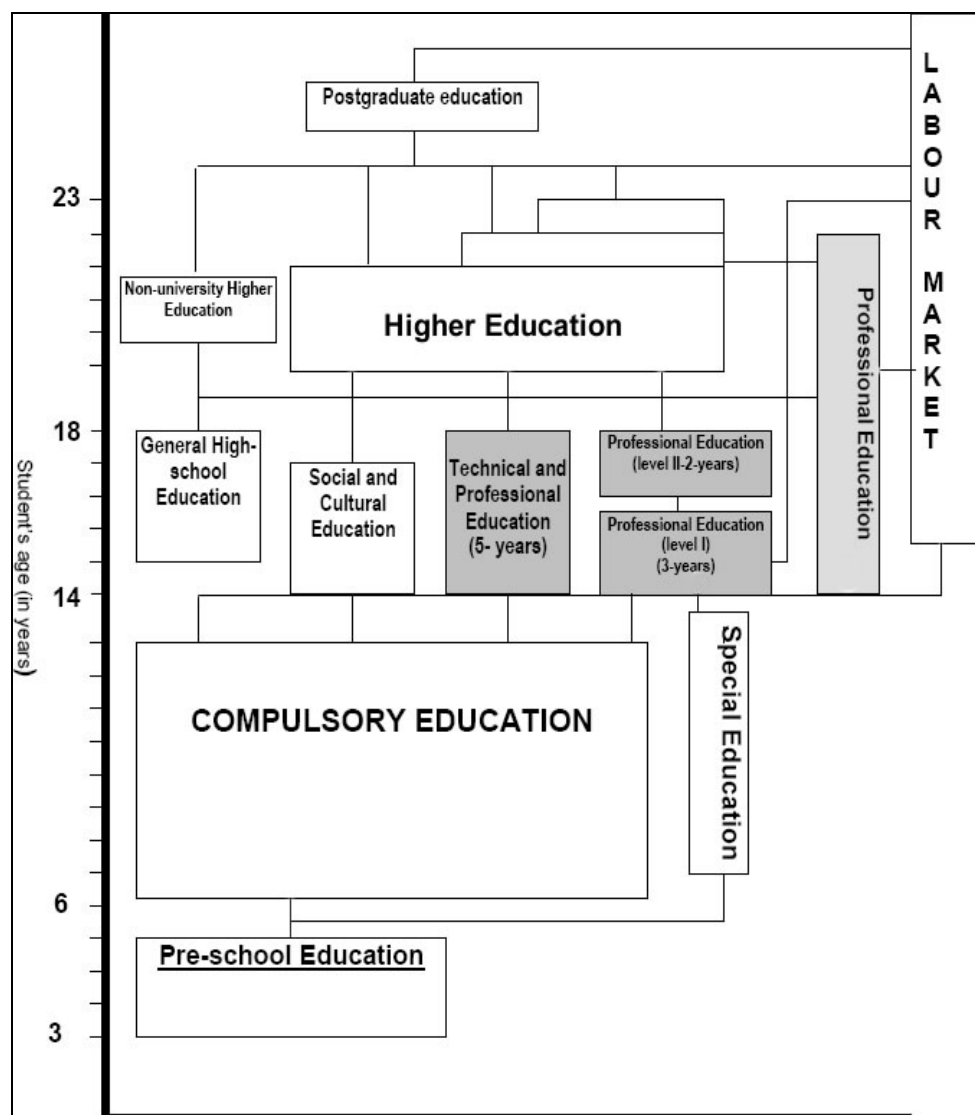 Postgraduate education
23
Non-university Higher
Education
Higher Education
18
General High-
school
Education
Social and
Cultural
Education
Technical and
Professional
Education
(5- years)
Professional Education
(level II-2-years)
Professional Education
(level I)
(3-years)
Professional Education
LABOUR MARKET
Student's age (in years)
14
COMPULSORY EDUCATION
Special Education
6
Pre-school Education
3